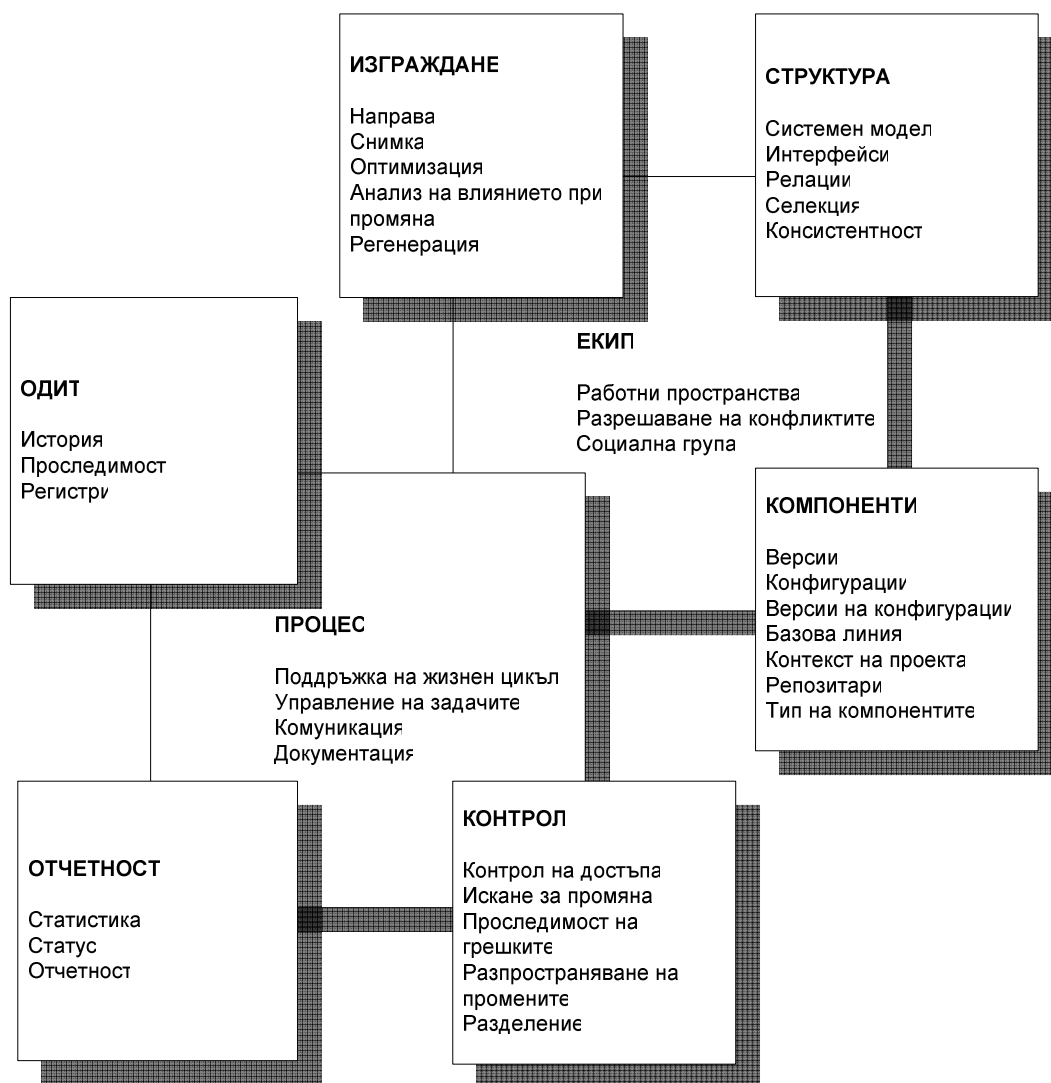 ИЗГРАЖДАНЕ
Направа
Снимка
Оптимизация
Анализ на влиянието при
промяна
Регенерация
СТРУКТУРА
Системен модел
Интерфейси
Релации
Селекция
Консистентност
ЕКИП
Работни пространства
Разрешаване на конфликтите
Социална група
ОДИТ
История
Проследимост
Регистри
КОМПОНЕНТИ
Версии
Конфигурации
Версии на конфигурации
Базова линия
Контекст на проекта
Репозитари
Тип на компонентите
ПРОЦЕС
Поддръжка на жизнен цикъл
Управление на задачите
Комуникация
Документация
ОТЧЕТНОСТ
Статистика
Статус
Отчетност
КОНТРОЛ
Контрол на достъпа
Искане за промяна
Проследимост на
грешките
Разпространяване на
промените
Разделение